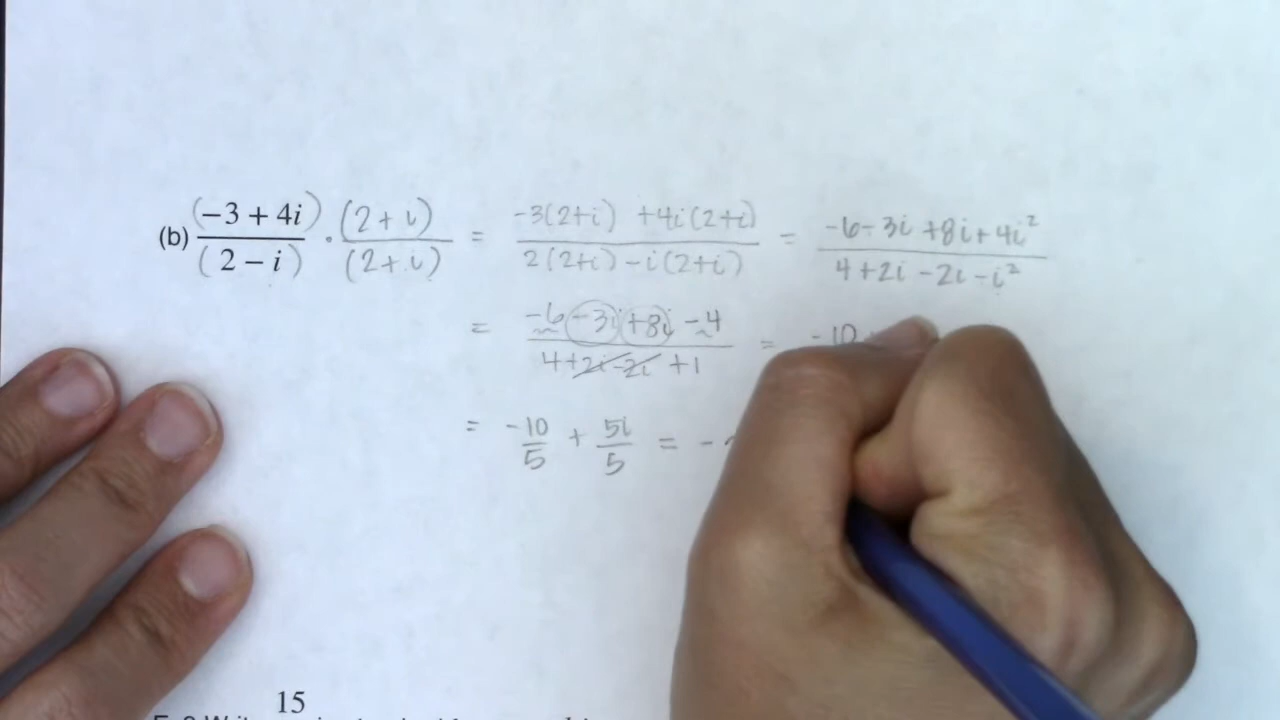 (b) (-3 + 4i) / (2 - i) · (2 + i) / (2 + i) = -3(2+i) +4i(2+i) / 2(2+i) -i(2+i) = -6-3i +8i+4i² / 4+2i -2i -i²
= -6 -3i +8i -4 / 4+2i-2i +1 = -10
= -10/5 + 5i/5 = -
15